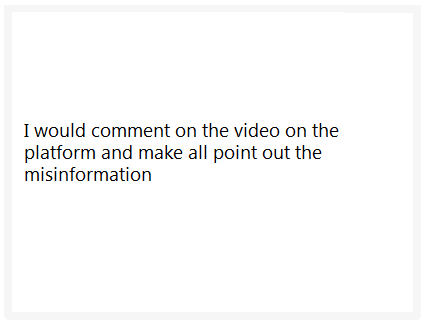 I would comment on the video on the
platform and make all point out the
misinformation